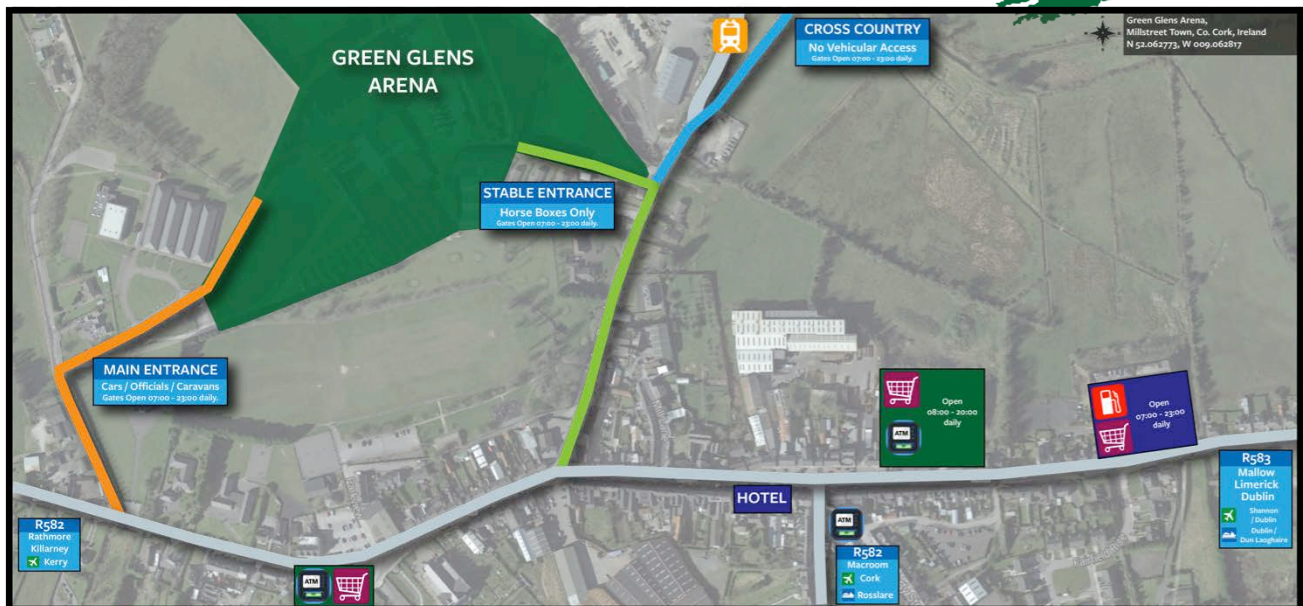 GREEN GLENS
ARENA
CROSS COUNTRY
No Vehicular Access
Gates Open 07:00 - 23:00 daily.
Green Glens Arena,
Millstreet Town, Co. Cork, Ireland
N 52.062773, W 009.062817
STABLE ENTRANCE
Horse Boxes Only
Gates Open 07:00 - 23:00 daily.
MAIN ENTRANCE
Cars / Officials / Caravans
Gates Open 07:00 - 23:00 daily.
ATM
Open
08:00 - 20:00
daily
Open
07:00 - 23:00
daily
HOTEL
R583
Mallow
Limerick
Dublin
Shannon
/ Dublin
Dublin /
Dun Laoghaire
R582
Rathmore
Killarney
Kerry
ATM
ATM
R582
Macroom
Cork
Rosslare